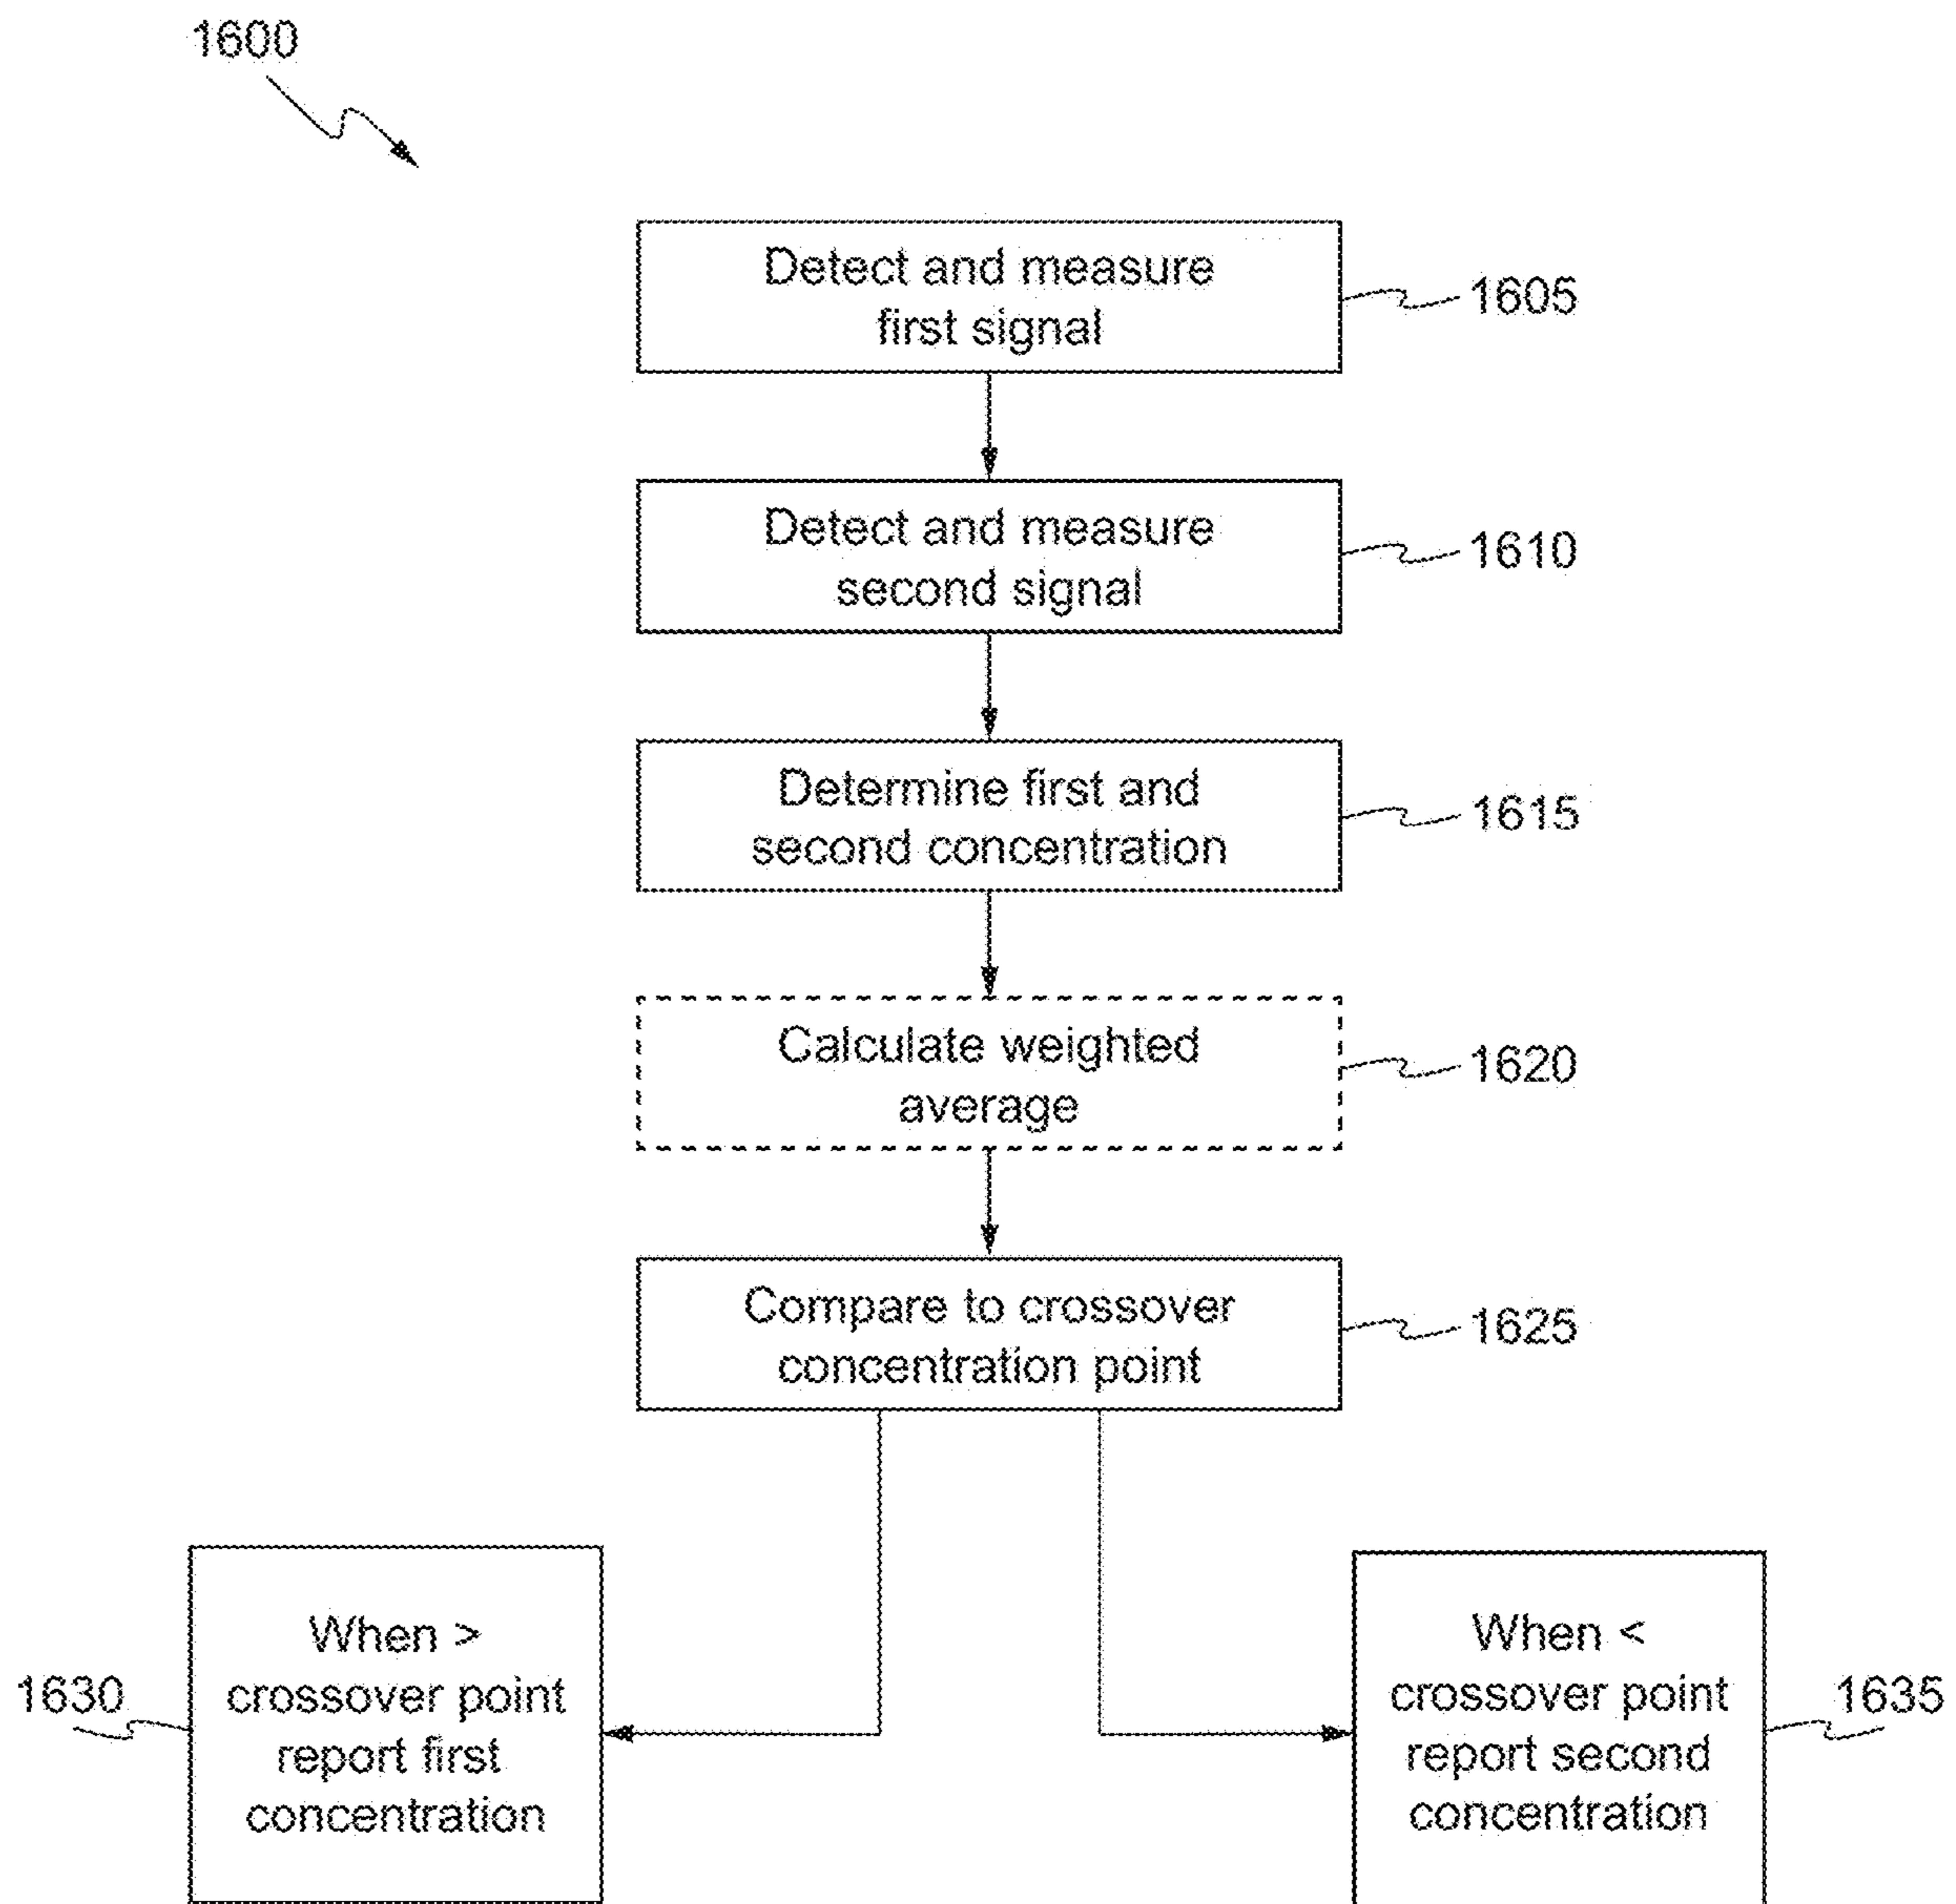 1600
Detect and measure
first signal
1605
Detect and measure
second signal
1610
Determine first and
second concentration
1615
Calculate weighted
average
1620
Compare to crossover
concentration point
1625
When >
crossover point
report first
concentration
1630
When <
crossover point
report second
concentration
1635